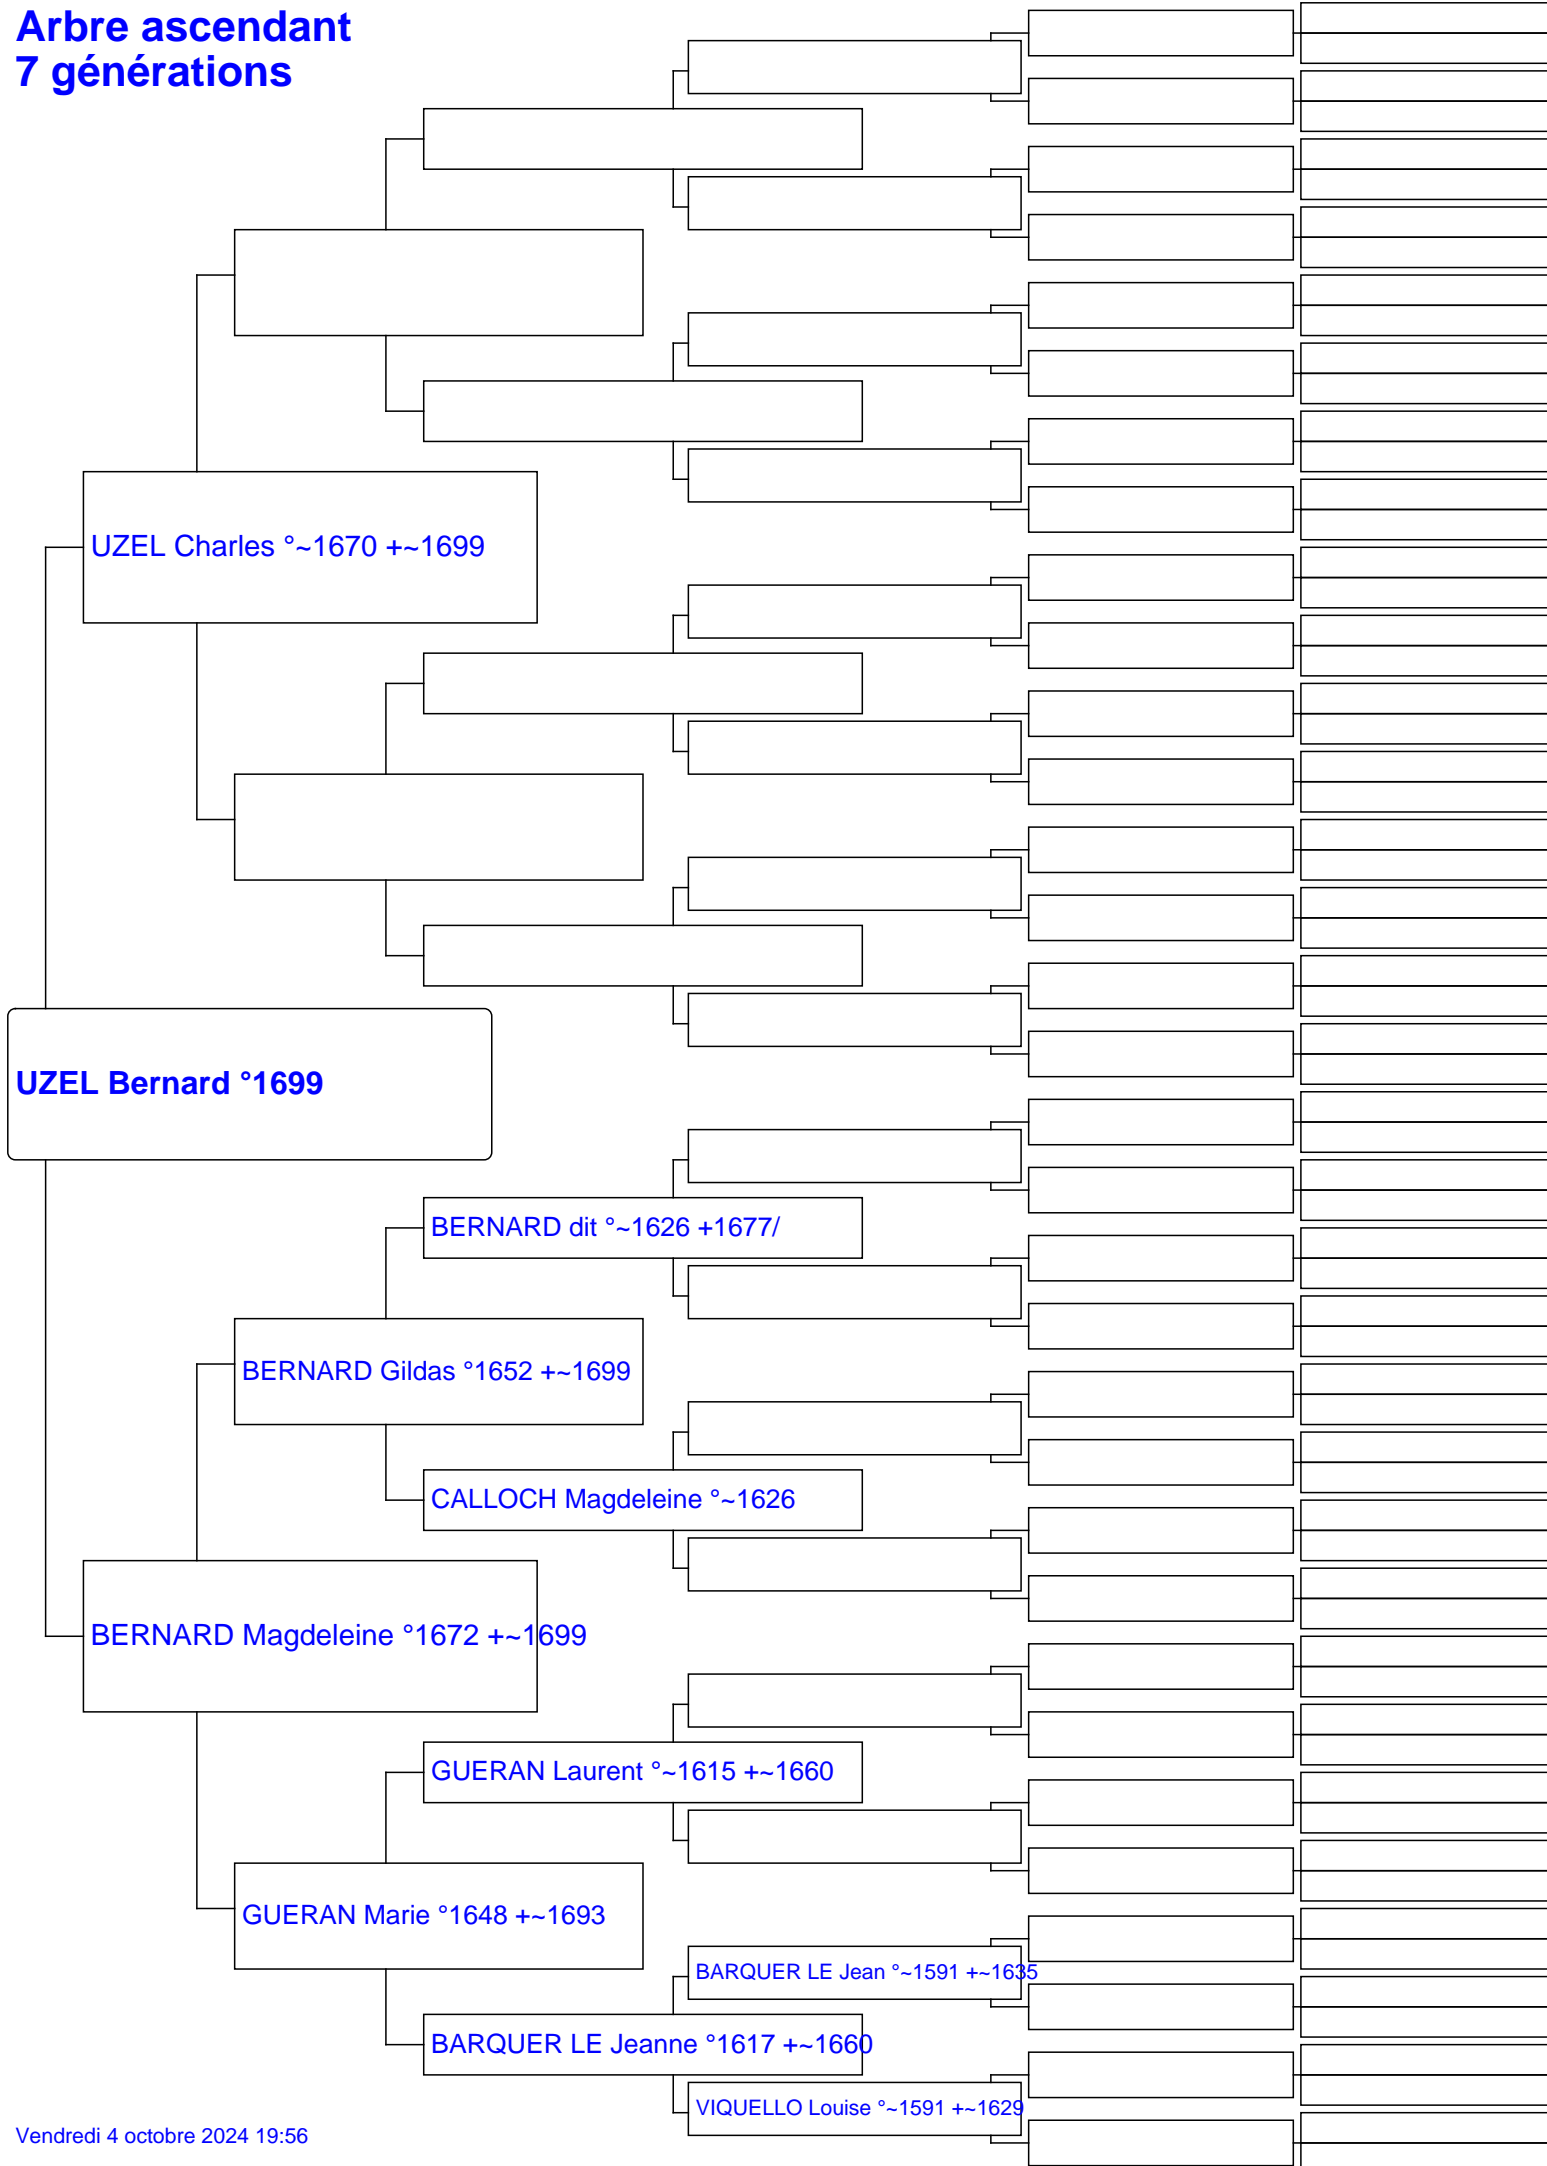 Arbre ascendant
7 générations
UZEL Charles °~1670 +~1699
UZEL Bernard °1699
BERNARD dit °~1626 +1677/
BERNARD Gildas °1652 +~1699
CALLOCH Magdeleine °~1626
BERNARD Magdeleine °1672 +~1699
GUERAN Laurent °~1615 +~1660
GUERAN Marie °1648 +~1693
BARQUER LE Jean °~1591 +~1635
BARQUER LE Jeanne °1617 +~1660
VIQUELLO Louise °~1591 +~1629
Vendredi 4 octobre 2024 19:56